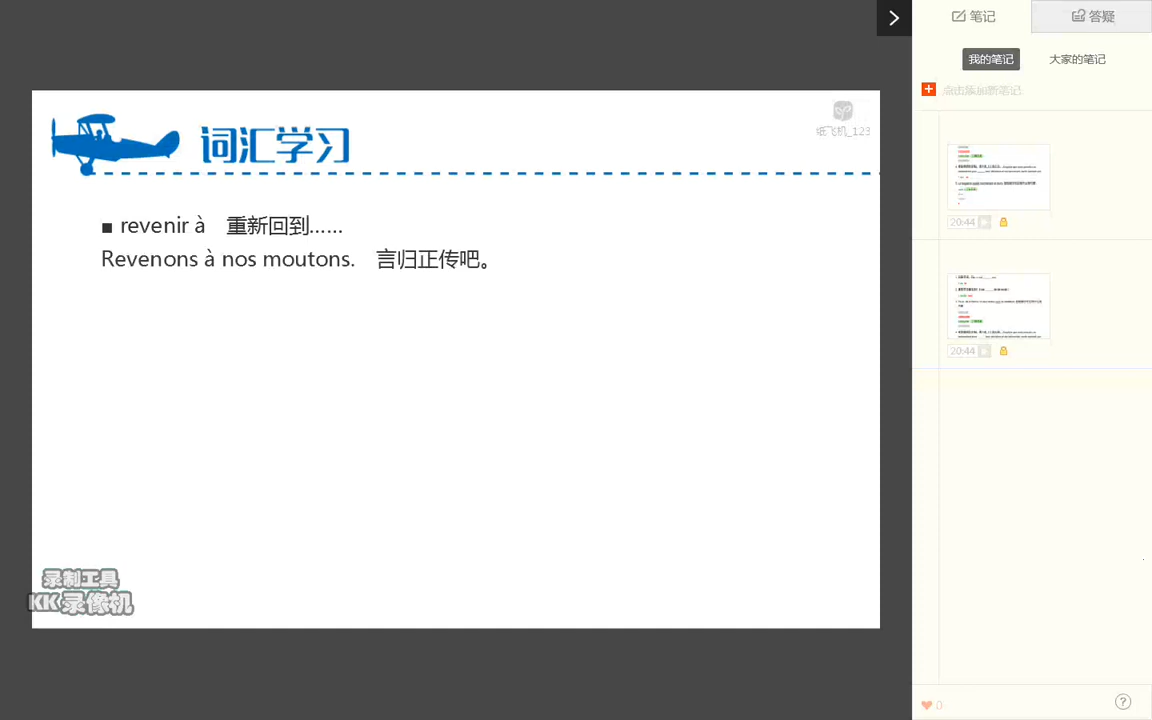 笔记
答疑
我的笔记
大家的笔记
点击添加新笔记
纸飞机_123
词汇学习
■ revenir à 重新回到……
Revenons à nos moutons. 言归正传吧。
20:44
20:44
录制工具
KK录像机
0